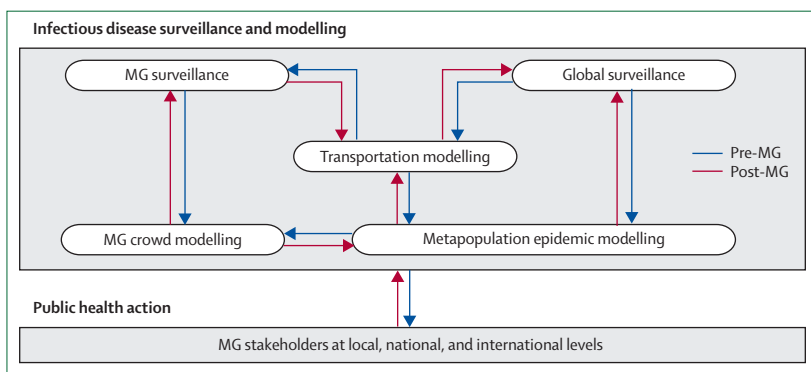 Infectious disease surveillance and modelling
MG surveillance
Global surveillance
Transportation modelling
Pre-MG
Post-MG
MG crowd modelling
Metapopulation epidemic modelling
Public health action
MG stakeholders at local, national, and international levels